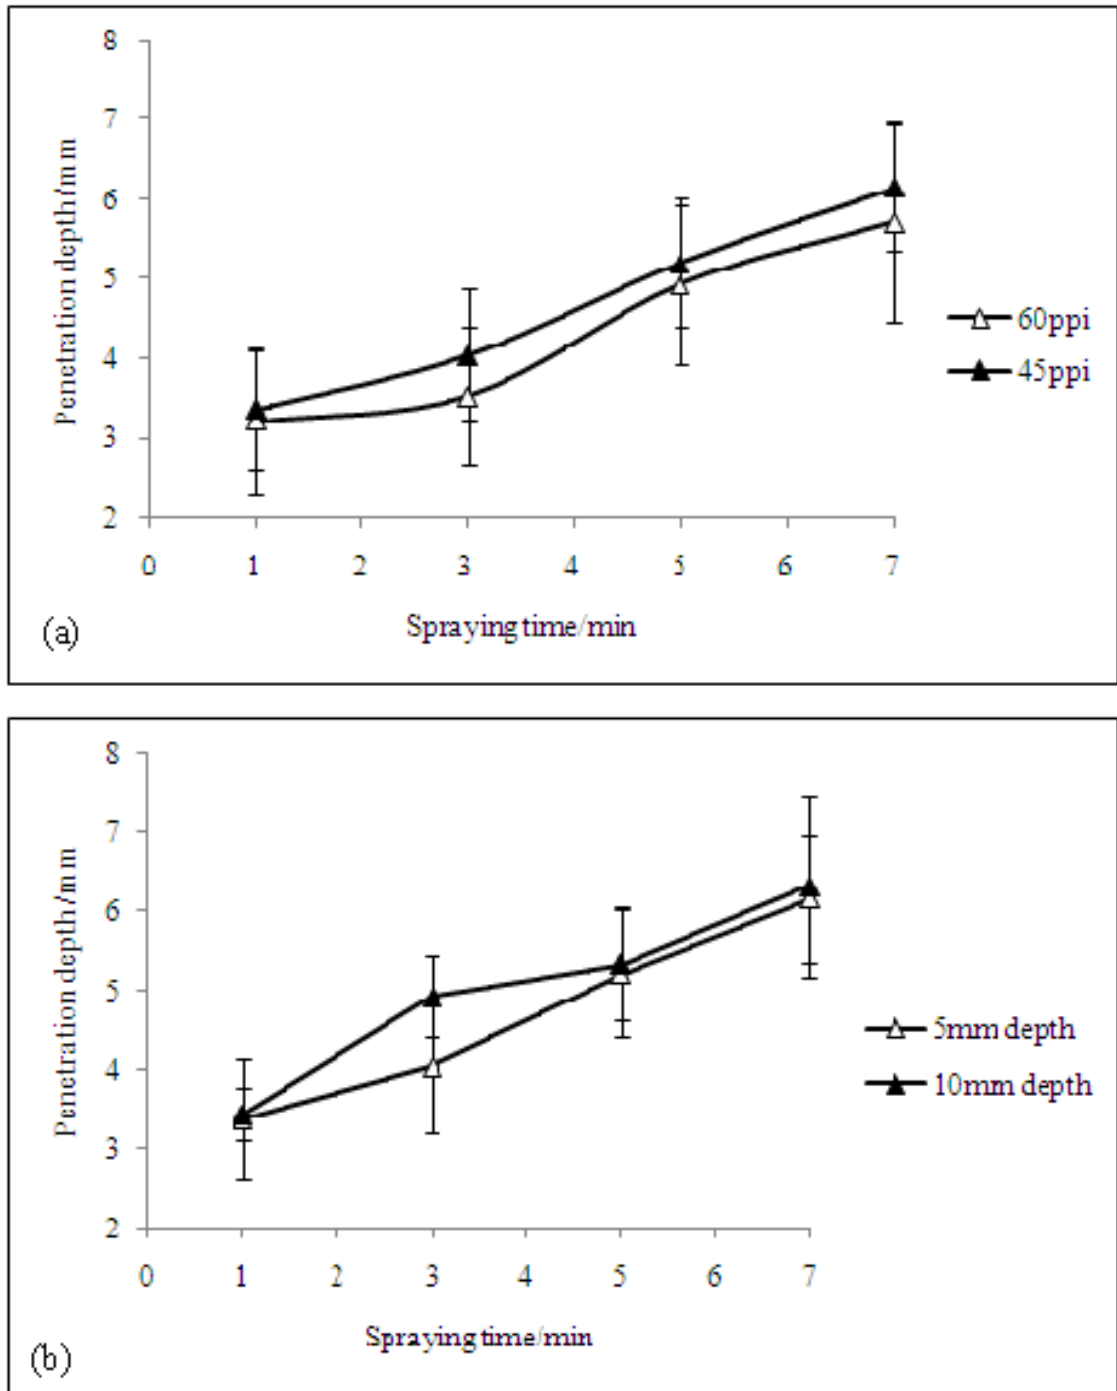 8
7
6
5
4
3
2
Penetration depth/mm
0 1 2 3 4 5 6 7
Spraying time/min
60ppi
45ppi
(a)
8
7
6
5
4
3
2
Penetration depth/mm
0 1 2 3 4 5 6 7
Spraying time/min
5mm depth
10mm depth
(b)